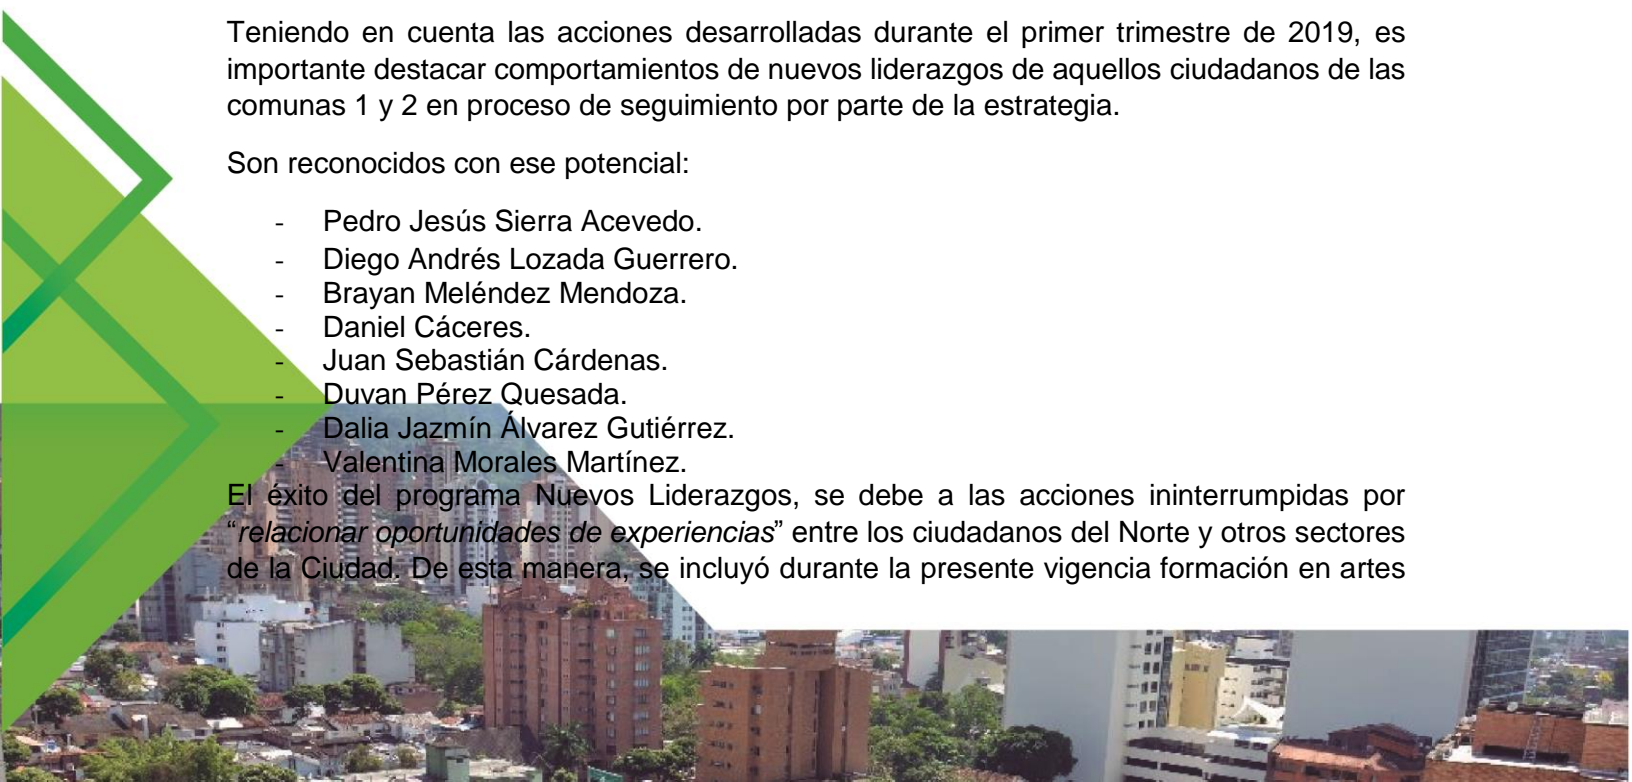 Teniendo en cuenta las acciones desarrolladas durante el primer trimestre de 2019, es
importante destacar comportamientos de nuevos liderazgos de aquellos ciudadanos de las
comunas 1 y 2 en proceso de seguimiento por parte de la estrategia.
Son reconocidos con ese potencial:
- Pedro Jesús Sierra Acevedo.
- Diego Andrés Lozada Guerrero.
- Brayan Meléndez Mendoza.
- Daniel Cáceres.
- Juan Sebastián Cárdenas.
- Duvan Pérez Quesada.
- Dalia Jazmín Álvarez Gutiérrez.
- Valentina Morales Martínez.
El éxito del programa Nuevos Liderazgos, se debe a las acciones ininterrumpidas por
“relacionar oportunidades de experiencias” entre los ciudadanos del Norte y otros sectores
de la Ciudad. De esta manera, se incluyó durante la presente vigencia formación en artes